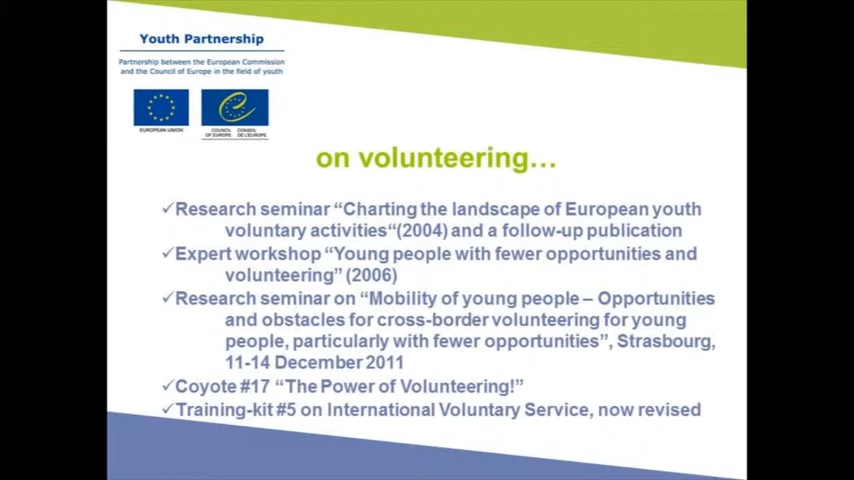 Youth Partnership
Partnership between the European Commission
and the Council of Europe in the field of youth
EUROPEAN UNION
COUNCIL CONSEIL
OF EUROPE DE L'EUROPE
on volunteering…
✓Research seminar “Charting the landscape of European youth
voluntary activities“(2004) and a follow-up publication
✓Expert workshop “Young people with fewer opportunities and
volunteering” (2006)
✓Research seminar on “Mobility of young people – Opportunities
and obstacles for cross-border volunteering for young
people, particularly with fewer opportunities”, Strasbourg,
11-14 December 2011
✓Coyote #17 “The Power of Volunteering!”
✓Training-kit #5 on International Voluntary Service, now revised